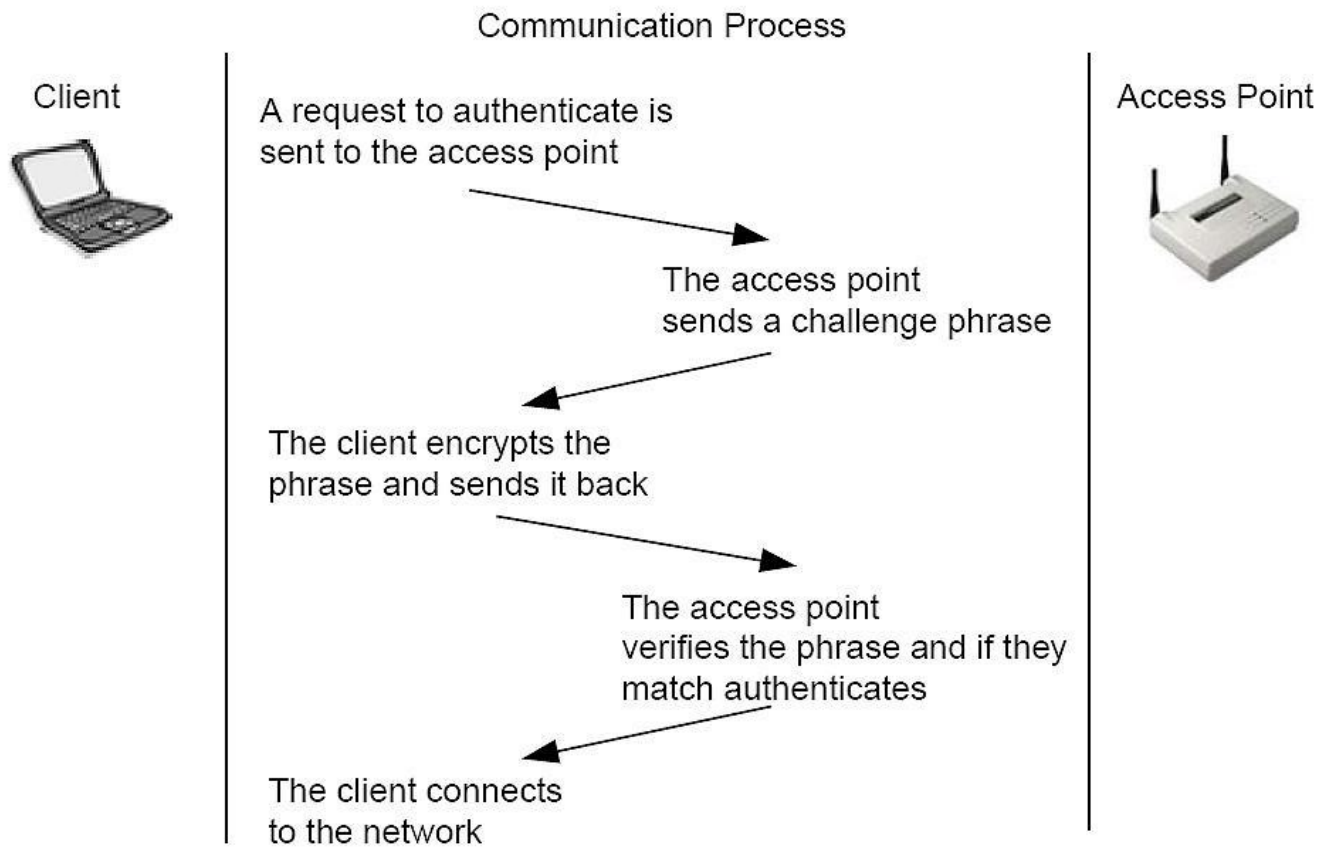 Communication Process
Client
Access Point
A request to authenticate is
sent to the access point
The access point
sends a challenge phrase
The client encrypts the
phrase and sends it back
The access point
verifies the phrase and if they
match authenticates
The client connects
to the network